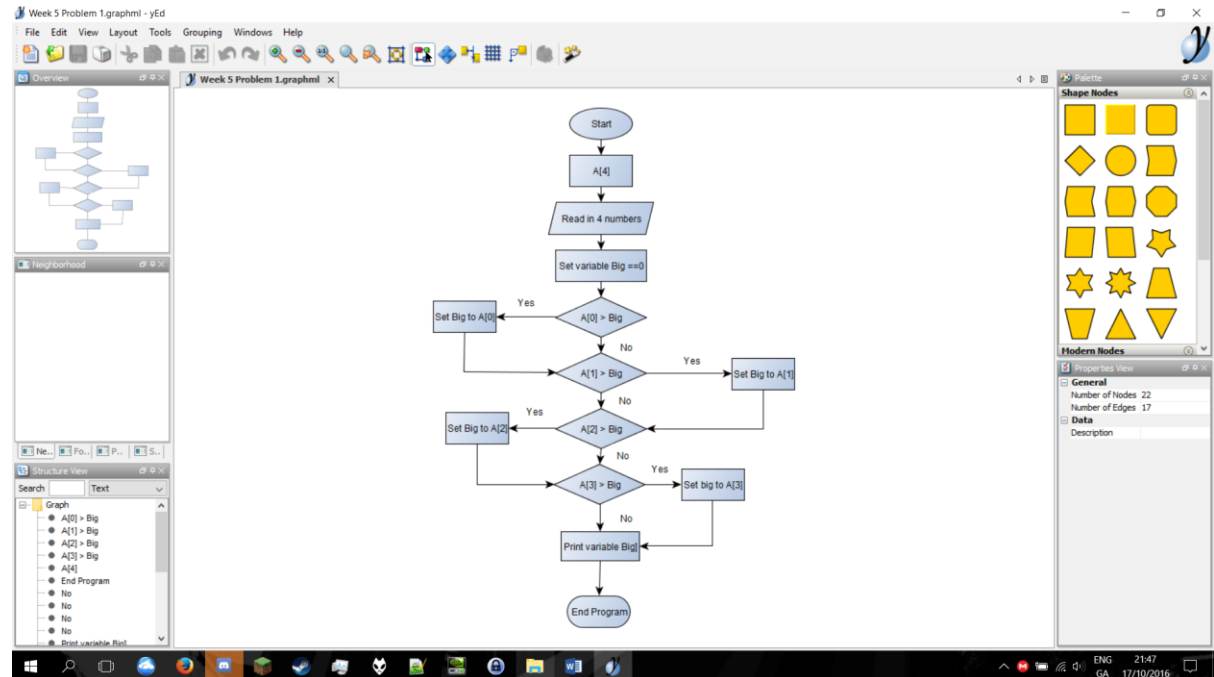 Week 5 Problem 1.graphml - yEd
File Edit View Layout Tools Grouping Windows Help
Overview
Week 5 Problem 1.graphml
Palette
Shape Nodes
Start
A[4]
Read in 4 numbers
Set variable Big ==0
Neighborhood
Set Big to A[0]
Yes
A[0] > Big
No
Modern Nodes
A[1] > Big
Yes
Set Big to A[1]
No
Properties View
General
Number of Nodes 22
Number of Edges 17
Data
Description
Set Big to A[2]
Yes
A[2] > Big
No
Ne.. Fo.. P.. S..
Structure View
Search Text
A[3] > Big
Yes
Set big to A[3]
No
Graph
A[0] > Big
A[1] > Big
A[2] > Big
A[3] > Big
A[4]
End Program
No
No
No
No
Print variable Big]
Print variable Big]
End Program
ENG 21:47
GA 17/10/2016